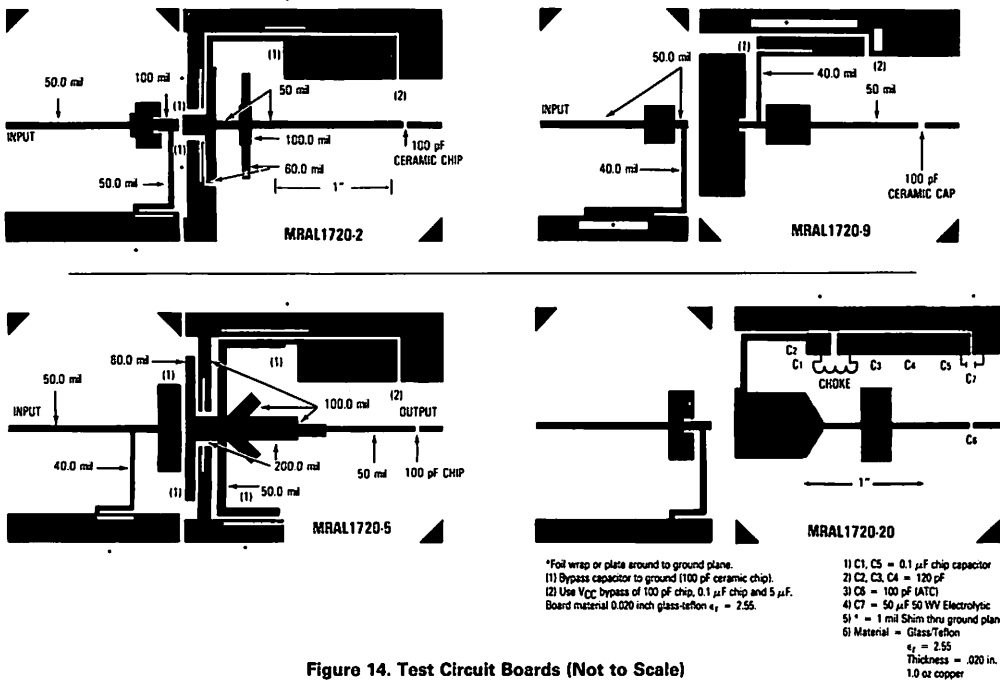 50.0 mil
100 mil
(1)
(1)
50 mil
(2)
INPUT
(1)
100.0 mil
100 pF
CERAMIC CHIP
60.0 mil
50.0 mil
1"
MRAL1720-2
50.0 mil
(1)
40.0 mil
(2)
50 mil
INPUT
40.0 mil
100 pF
CERAMIC CAP
MRAL1720-9
80.0 mil
50.0 mil
(1)
(1)
100.0 mil
(2)
OUTPUT
INPUT
40.0 mil
200.0 mil
50 mil
100 pF CHIP
(1)
(1)
50.0 mil
MRAL1720-5
C2
C1
CHOKE
C3
C4
C5
C7
C6
1"
MRAL1720-20
*Foil wrap or plate around to ground plane.
(1) Bypass capacitor to ground (100 pF ceramic chip).
(2) Use VCC bypass of 100 pF chip, 0.1 μF chip and 5 μF.
Board material 0.020 inch glass-teflon εr = 2.55.
1) C1, C5 = 0.1 μF chip capacitor
2) C2, C3, C4 = 120 pF
3) C6 = 100 pF (ATC)
4) C7 = 50 μF 50 WV Electrolytic
5) * = 1 mil Shim thru ground plan
6) Material = Glass/Teflon
εr = 2.55
Thickness = .020 in.
1.0 oz copper
Figure 14. Test Circuit Boards (Not to Scale)